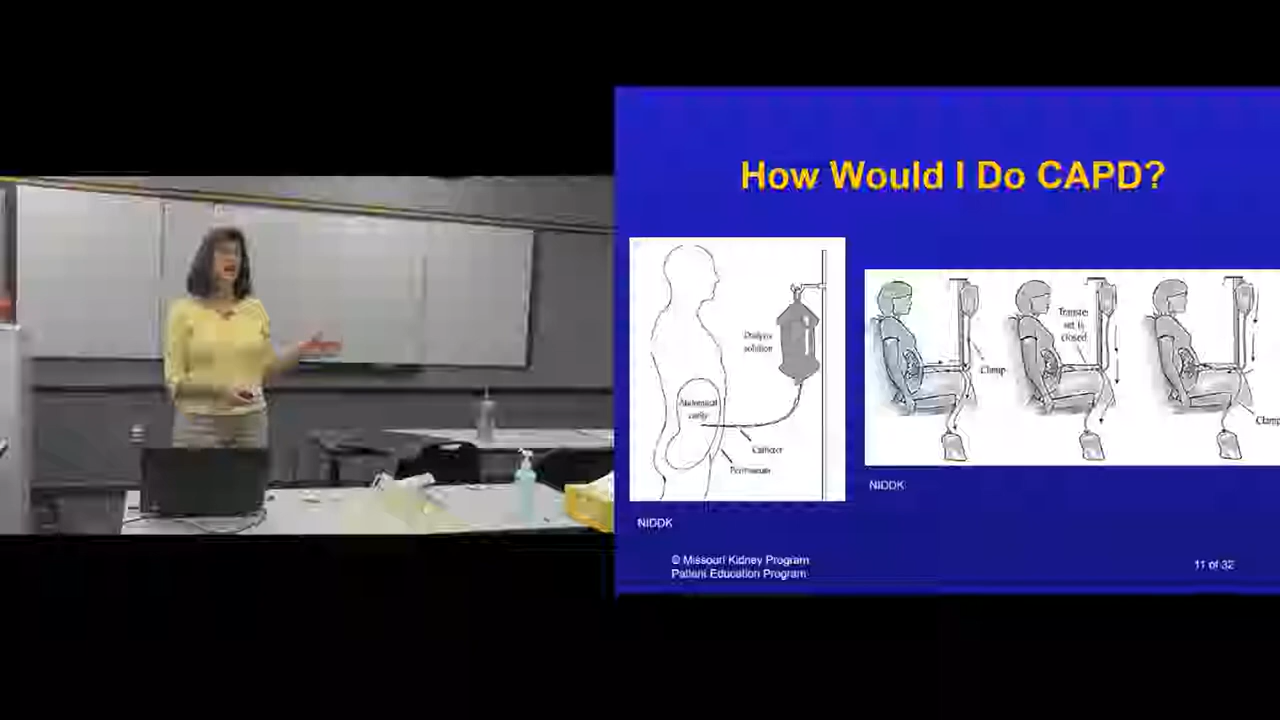 How Would I Do CAPD?
Dialysis
solution
Abdominal
cavity
Catheter
Peritoneum
NIDDK
Clamp
Transfer
set is
closed
Clamp
NIDDK
© Missouri Kidney Program
Patient Education Program
11 of 32